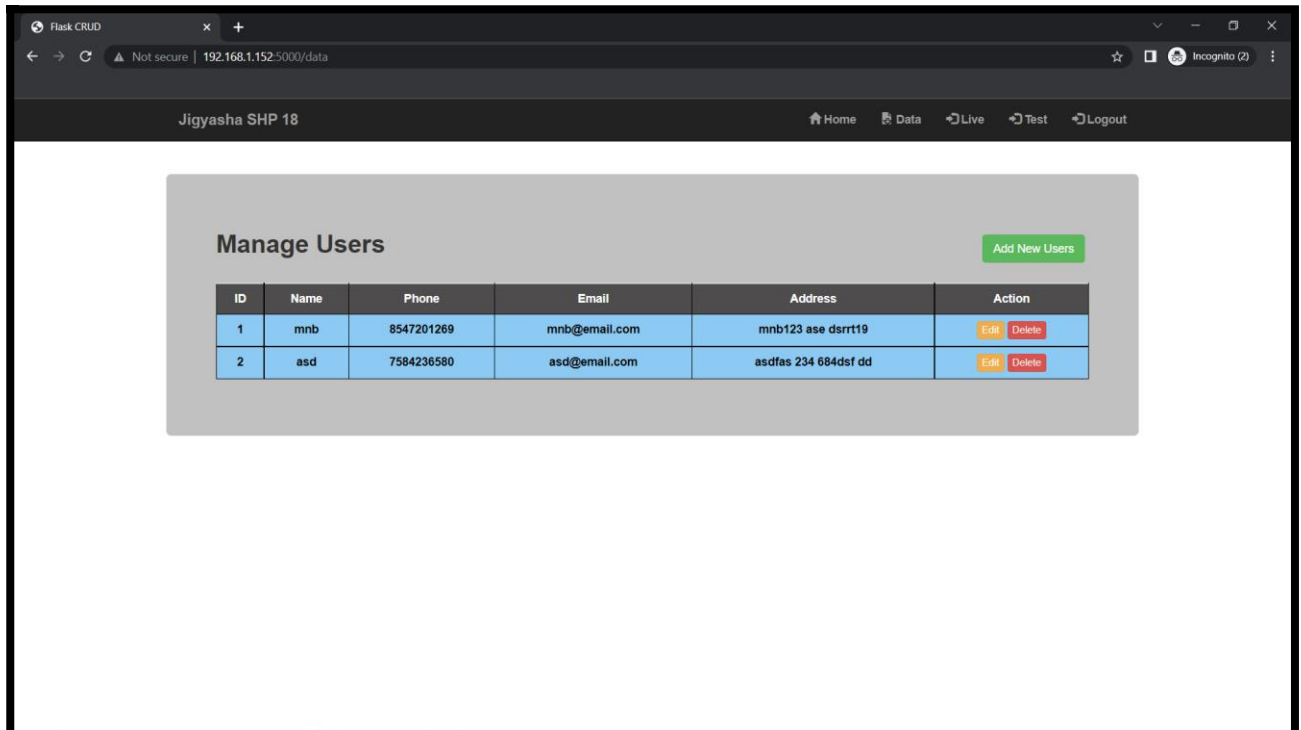 Flask CRUD
Not secure | 192.168.1.152:5000/data
Incognito (2)
Jigyasha SHP 18 Home Data Live Test Logout
Manage Users
Add New Users
ID Name Phone Email Address Action
1 mnb 8547201269 mnb@email.com mnb123 ase dsrrt19 Edit Delete
2 asd 7584236580 asd@email.com asdfas 234 684dsf dd Edit Delete